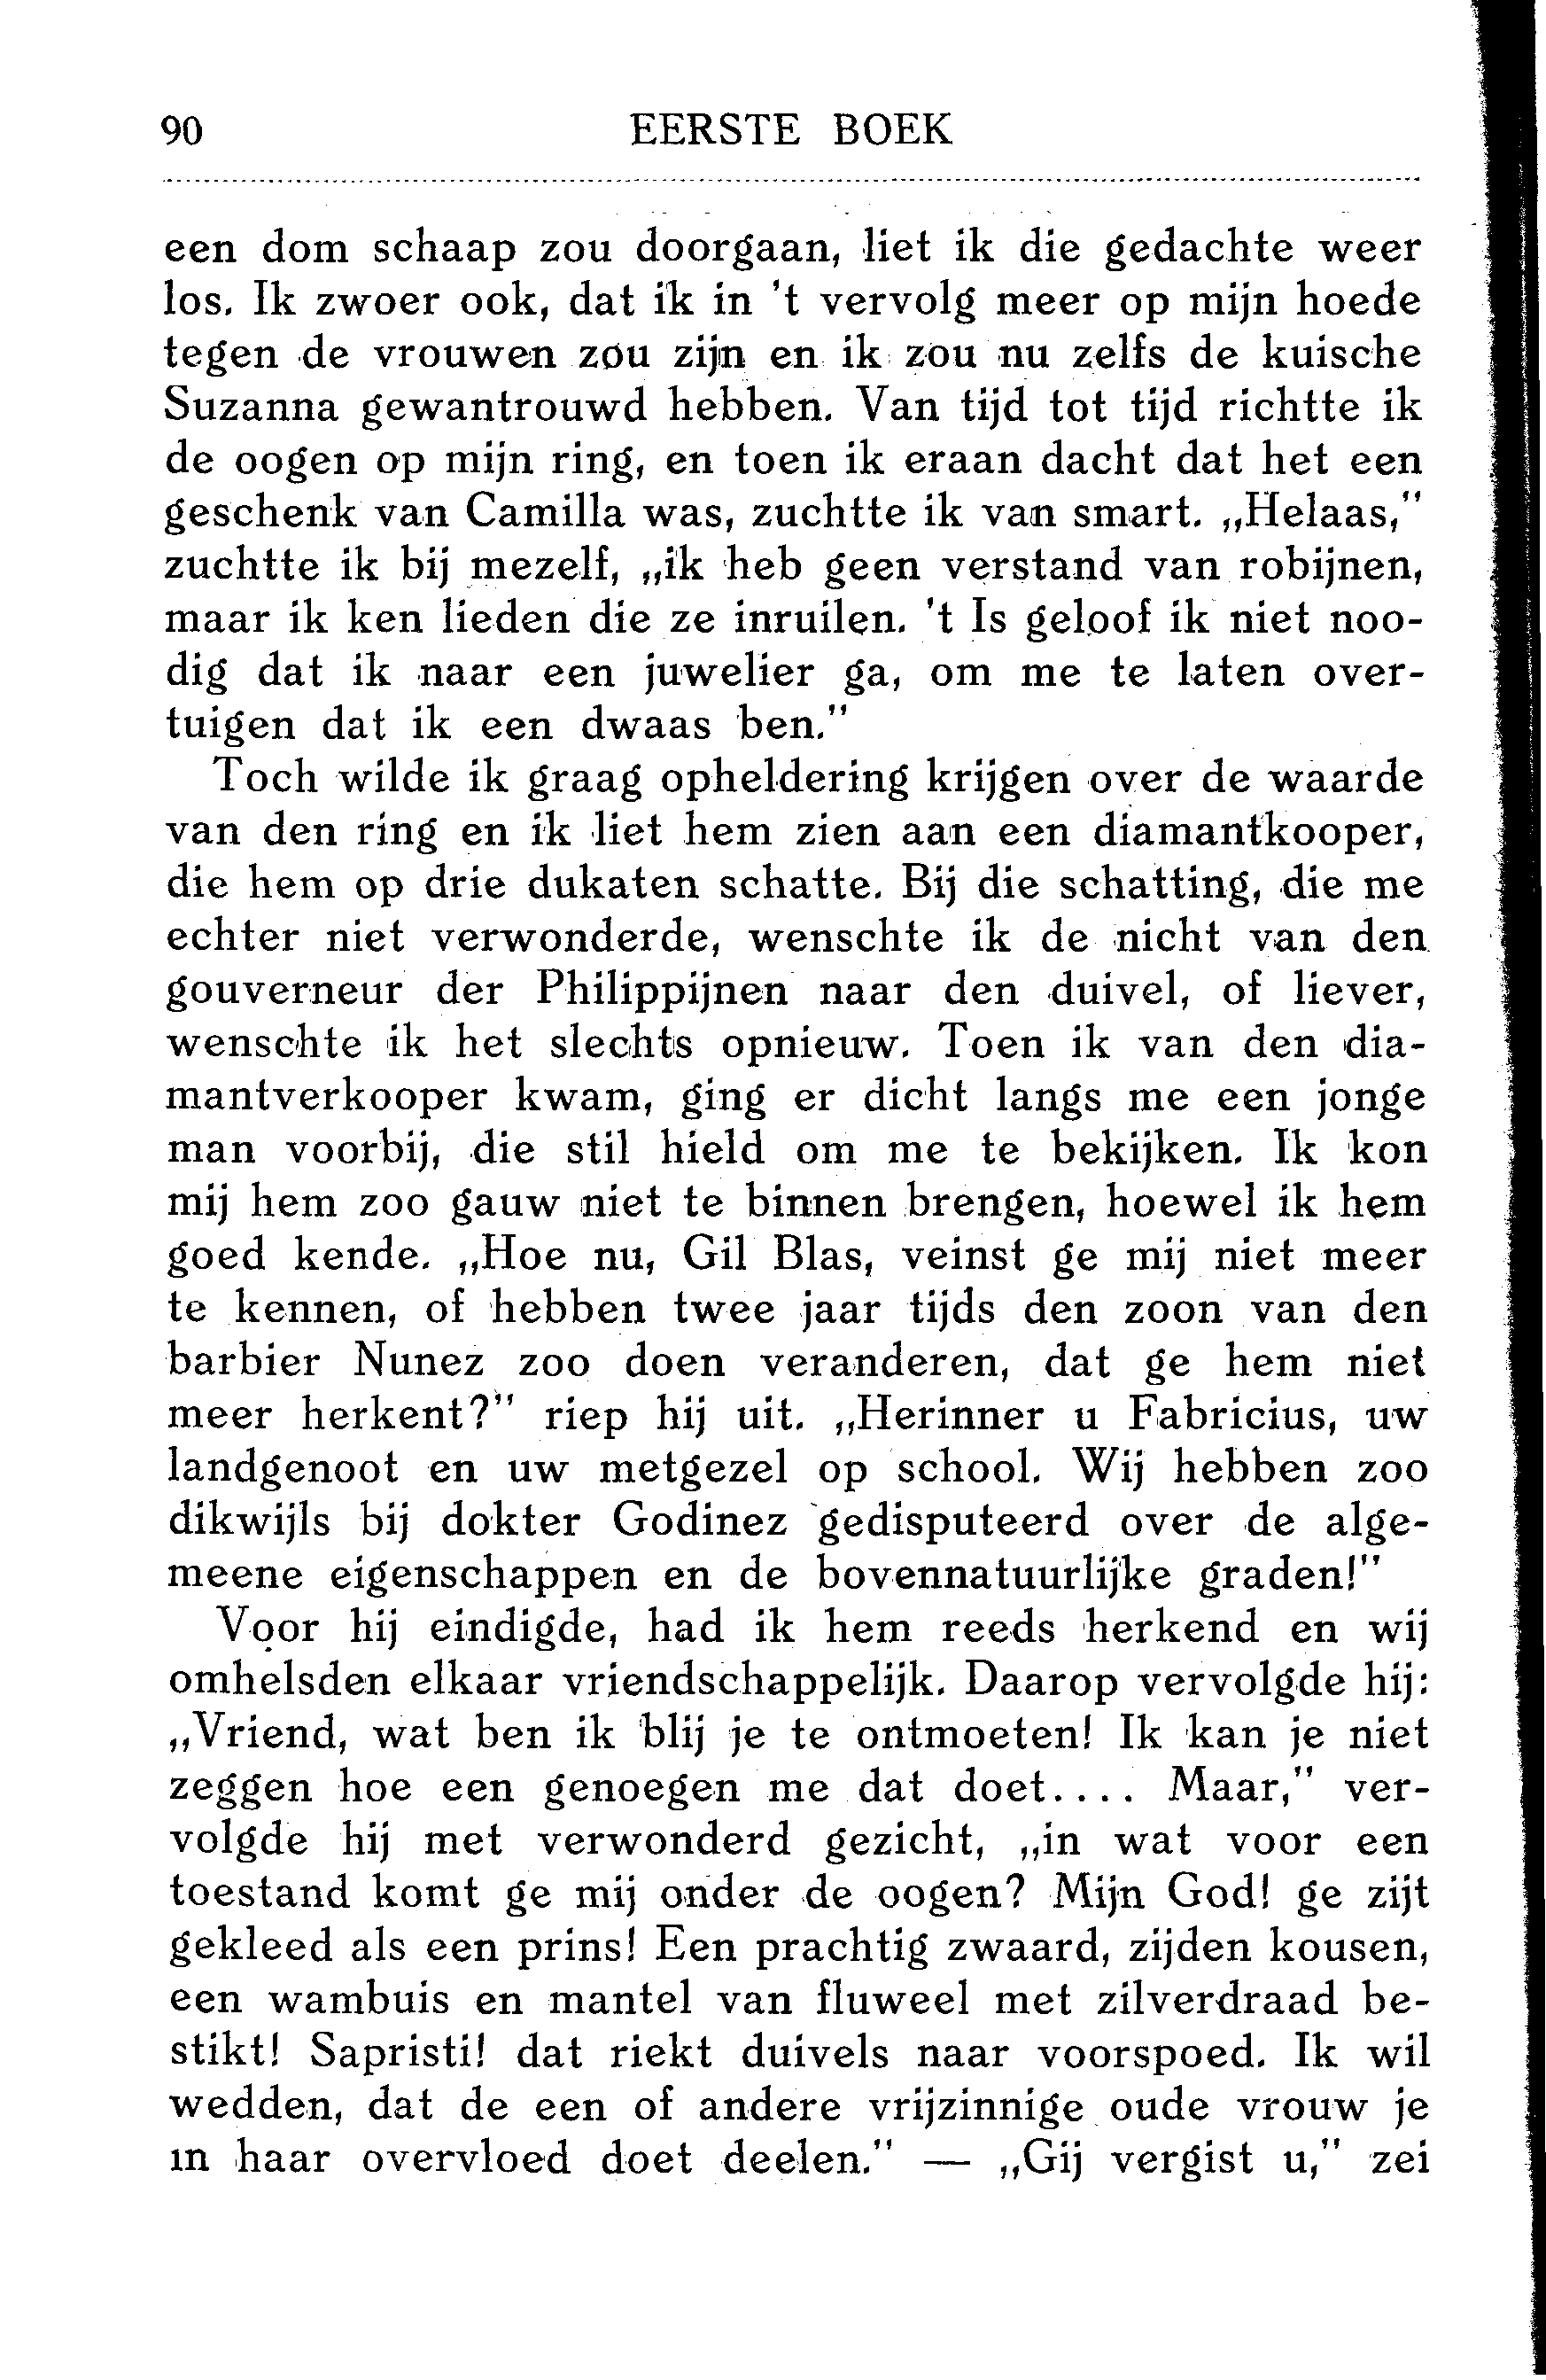 90 EERSTE BOEK
een dom schaap zou doorgaan, liet ik die gedachte weer
los. Ik zwoer ook, dat ik in 't vervolg meer op mijn hoede
tegen de vrouwen zou zijn en ik zou nu zelfs de kuische
Suzanna gewantrouwd hebben. Van tijd tot tijd richtte ik
de oogen op mijn ring, en toen ik eraan dacht dat het een
geschenk van Camilla was, zuchtte ik van smart. „Helaas,"
zuchtte ik bij mezelf, „ik heb geen verstand van robijnen,
maar ik ken lieden die ze inruilen. 't Is geloof ik niet noo-
dig dat ik naar een juwelier ga, om me te laten over-
tuigen dat ik een dwaas ben."
Toch wilde ik graag opheldering krijgen over de waarde
van den ring en ik liet hem zien aan een diamantkooper,
die hem op drie dukaten schatte. Bij die schatting, die me
echter niet verwonderde, wenschte ik de nicht van den
gouverneur der Philippijnen naar den duivel, of liever,
wenschte ik het slechts opnieuw. Toen ik van den dia-
mantverkooper kwam, ging er dicht langs me een jonge
man voorbij, die stil hield om me te bekijken. Ik kon
mij hem zoo gauw niet te binnen brengen, hoewel ik hem
goed kende. „Hoe nu, Gil Blas, veinst ge mij niet meer
te kennen, of hebben twee jaar tijds den zoon van den
barbier Nunez zoo doen veranderen, dat ge hem niet
meer herkent?" riep hij uit. „Herinner u Fabricius, uw
landgenoot en uw metgezel op school. Wij hebben zoo
dikwijls bij dokter Godinez gedisputeerd over de alge-
meene eigenschappen en de bovennatuurlijke graden!"
Voor hij eindigde, had ik hem reeds herkend en wij
omhelsden elkaar vriendschappelijk. Daarop vervolgde hij:
„Vriend, wat ben ik blij je te ontmoeten! Ik kan je niet
zeggen hoe een genoegen me dat doet.... Maar," ver-
volgde hij met verwonderd gezicht, „in wat voor een
toestand komt ge mij onder de oogen? Mijn God! ge zijt
gekleed als een prins! Een prachtig zwaard, zijden kousen,
een wambuis en mantel van fluweel met zilverdraad be-
stikt! Sapristi! dat riekt duivels naar voorspoed. Ik wil
wedden, dat de een of andere vrijzinnige oude vrouw je
in haar overvloed doet deelen." — „Gij vergist u," zei